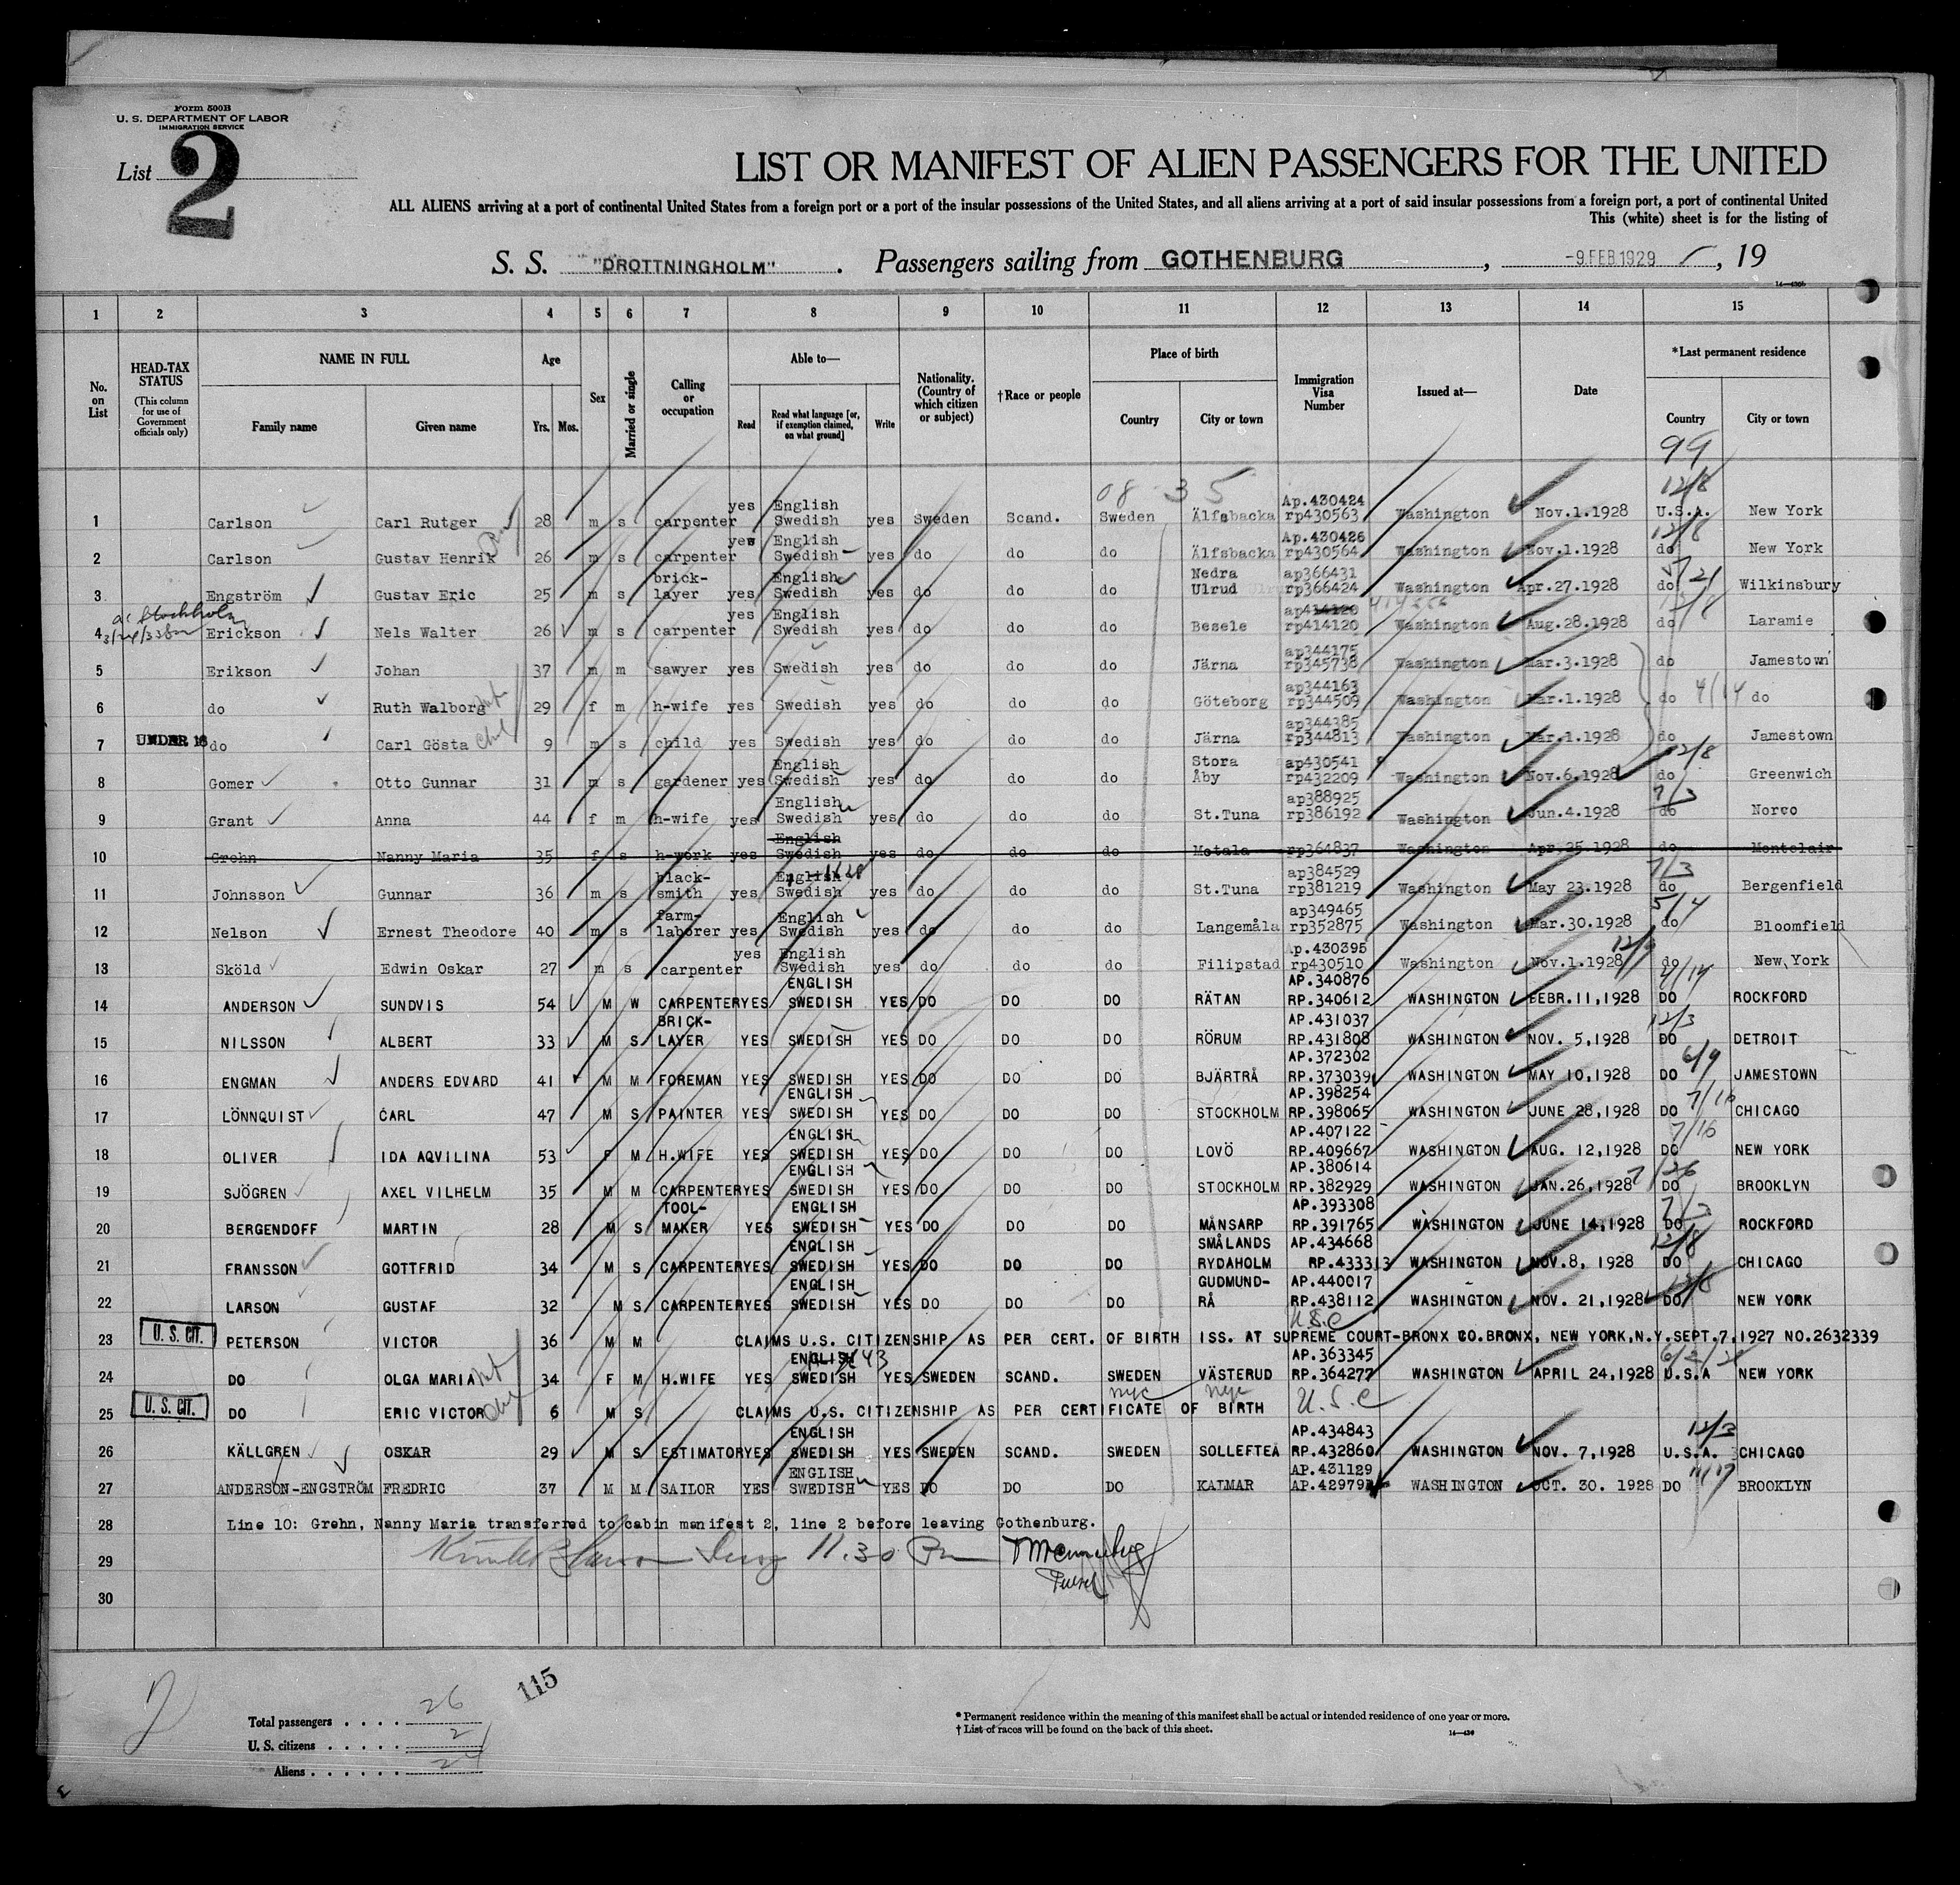 Form 500B
U. S. DEPARTMENT OF LABOR
IMMIGRATION SERVICE
List 2
LIST OR MANIFEST OF ALIEN PASSENGERS FOR THE UNITED
ALL ALIENS arriving at a port of continental United States from a foreign port or a port of the insular possessions of the United States, and all aliens arriving at a port of said insular possessions from a foreign port, a port of continental United
This (white) sheet is for the listing of
S. S. "DROTTNINGHOLM" . Passengers sailing from GOTHENBURG , -9 FEB 1929 , 19
1 2 3 4 5 6 7 8 9 10 11 12 13 14 15
No. on List
HEAD-TAX STATUS (This column for use of Government officials only)
NAME IN FULL Family name Given name
Age Yrs. Mos.
Sex
Married or single
Calling or occupation
Able to— Read Read what language [or, if exemption claimed, on what ground] Write
Nationality. (Country of which citizen or subject)
†Race or people
Place of birth Country City or town
Immigration Visa Number
Issued at—
Date
*Last permanent residence Country City or town
99
08 35
12/8
1 Carlson Carl Rutger 28 m s carpenter yes English Swedish yes Sweden Scand. Sweden Älfsbacka Ap.430424 rp430563 Washington Nov.1.1928 U.S.A. New York
12/8
2 Carlson Gustav Henrik 26 m s carpenter yes English Swedish yes do do do Älfsbacka Ap.430426 rp430564 Washington Nov.1.1928 do New York
3 Engström Gustav Eric 25 m s brick-layer yes English Swedish yes do do do Nedra Ulrud ap366431 rp366424 Washington Apr.27.1928 do Wilkinsbury
4 Erickson Nels Walter 26 m s carpenter yes English Swedish yes do do do Besele ap414120 rp414120 Washington Aug.28.1928 do Laramie
5 Erikson Johan 37 m m sawyer yes Swedish yes do do do Järna ap344175 rp345738 Washington Mar.3.1928 do Jamestown
6 do Ruth Walborg 29 f m h-wife yes Swedish yes do do do Göteborg ap344163 rp344509 Washington Mar.1.1928 do 4/14 do
7 UNDER 16 do Carl Gösta 9 m s child yes Swedish yes do do do Järna ap344385 rp344813 Washington Mar.1.1928 do Jamestown
12/8
8 Gomer Otto Gunnar 31 m s gardener yes English Swedish yes do do do Stora Åby ap430541 rp432209 Washington Nov.6.1928 do Greenwich
7/3
9 Grant Anna 44 f m h-wife yes English Swedish yes do do do St.Tuna ap388925 rp386192 Washington Jun.4.1928 do Norco
10 Grehn Nanny Maria 35 f s h-work yes English Swedish yes do do do Motala rp364837 Washington Apr.25.1928 do Montclair
7/3
11 Johnsson Gunnar 36 m s black-smith yes English Swedish yes do do do St.Tuna ap384529 rp381219 Washington May 23.1928 do Bergenfield
5/4
12 Nelson Ernest Theodore 40 m s farm-laborer yes English Swedish yes do do do Langemåla ap349465 rp352875 Washington Mar.30.1928 do Bloomfield
13 Sköld Edwin Oskar 27 m s carpenter yes English Swedish yes do do do Filipstad Ap.430395 rp430510 Washington Nov.1.1928 do New York
14 ANDERSON SUNDVIS 54 M W CARPENTER YES ENGLISH SWEDISH YES DO DO DO RÄTAN AP.340876 RP.340612 WASHINGTON FEBR.11,1928 DO ROCKFORD
12/3
15 NILSSON ALBERT 33 M S BRICK-LAYER YES SWEDISH YES DO DO DO RÖRUM AP.431037 RP.431808 WASHINGTON NOV. 5,1928 DO DETROIT
6/9
16 ENGMAN ANDERS EDVARD 41 M M FOREMAN YES SWEDISH YES DO DO DO BJÄRTRÅ AP.372302 RP.373039 WASHINGTON MAY 10,1928 DO JAMESTOWN
7/16
17 LÖNNQUIST CARL 47 M S PAINTER YES ENGLISH SWEDISH YES DO DO DO STOCKHOLM AP.398254 RP.398065 WASHINGTON JUNE 28,1928 DO CHICAGO
7/16
18 OLIVER IDA AQVILINA 53 F M H.WIFE YES ENGLISH SWEDISH YES DO DO DO LOVÖ AP.407122 RP.409667 WASHINGTON AUG. 12,1928 DO NEW YORK
7/26
19 SJÖGREN AXEL VILHELM 35 M M CARPENTER YES ENGLISH SWEDISH YES DO DO DO STOCKHOLM AP.380614 RP.382929 WASHINGTON JAN.26,1928 DO BROOKLYN
7/3
20 BERGENDOFF MARTIN 28 M S TOOL-MAKER YES ENGLISH SWEDISH YES DO DO DO MÅNSARP AP.393308 RP.391765 WASHINGTON JUNE 14,1928 DO ROCKFORD
12/8
21 FRANSSON GOTTFRID 34 M S CARPENTER YES ENGLISH SWEDISH YES DO DO DO SMÅLANDS RYDAHOLM AP.434668 RP.433313 WASHINGTON NOV.8, 1928 DO CHICAGO
22 LARSON GUSTAF 32 M S CARPENTER YES ENGLISH SWEDISH YES DO DO DO GUDMUND-RÅ AP.440017 RP.438112 WASHINGTON NOV. 21,1928 DO NEW YORK
U.S.C
23 U. S. CIT. PETERSON VICTOR 36 M M CLAIMS U.S. CITIZENSHIP AS PER CERT. OF BIRTH ISS. AT SUPREME COURT-BRONX CO.BRONX, NEW YORK,N.Y.SEPT.7,1927 NO.2632339
24 DO OLGA MARIA 34 F M H.WIFE YES ENGLISH SWEDISH YES SWEDEN SCAND. SWEDEN VÄSTERUD AP.363345 RP.364277 WASHINGTON APRIL 24,1928 U.S.A NEW YORK
nyc nyc
25 U. S. CIT. DO ERIC VICTOR 6 M S CLAIMS U.S. CITIZENSHIP AS PER CERTIFICATE OF BIRTH U.S.C
12/3
26 KÄLLGREN OSKAR 29 M S ESTIMATOR YES ENGLISH SWEDISH YES SWEDEN SCAND. SWEDEN SOLLEFTEÅ AP.434843 RP.432860 WASHINGTON NOV. 7,1928 U.S.A. CHICAGO
27 ANDERSON-ENGSTRÖM FREDRIC 37 M M SAILOR YES ENGLISH SWEDISH YES DO DO DO KALMAR AP.431129 WASHINGTON OCT. 30. 1928 DO BROOKLYN
28 Line 10: Grehn, Nanny Maria transferred to cabin manifest 2, line 2 before leaving Gothenburg.
29 11.30
30
115
Total passengers . . . . 26
U. S. citizens . . . . . 2
Aliens . . . . . . 24
* Permanent residence within the meaning of this manifest shall be actual or intended residence of one year or more.
† List of races will be found on the back of this sheet.